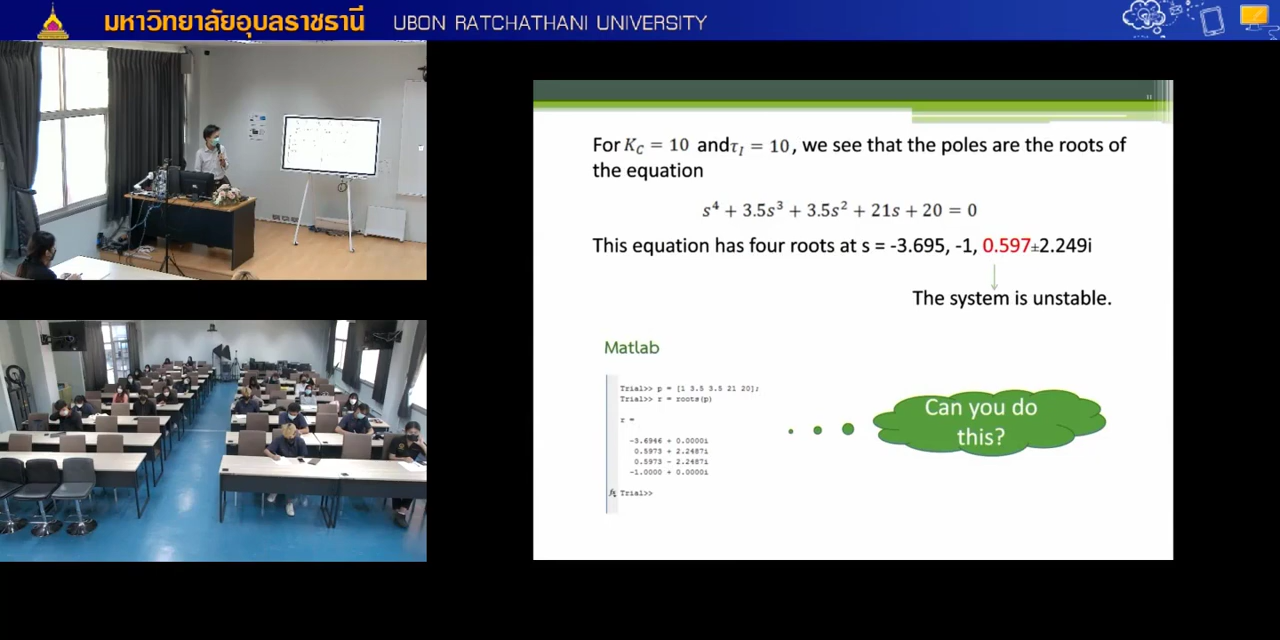 มหาวิทยาลัยอุบลราชธานี UBON RATCHATHANI UNIVERSITY
11
For K_C = 10 and τ_I = 10, we see that the poles are the roots of
the equation
s⁴ + 3.5s³ + 3.5s² + 21s + 20 = 0
This equation has four roots at s = -3.695, -1, 0.597±2.249i
The system is unstable.
Matlab
Trial>> p = [1 3.5 3.5 21 20];
Trial>> r = roots(p)
r =
-3.6946 + 0.0000i
0.5973 + 2.2487i
0.5973 - 2.2487i
-1.0000 + 0.0000i
fx Trial>>
Can you do
this?